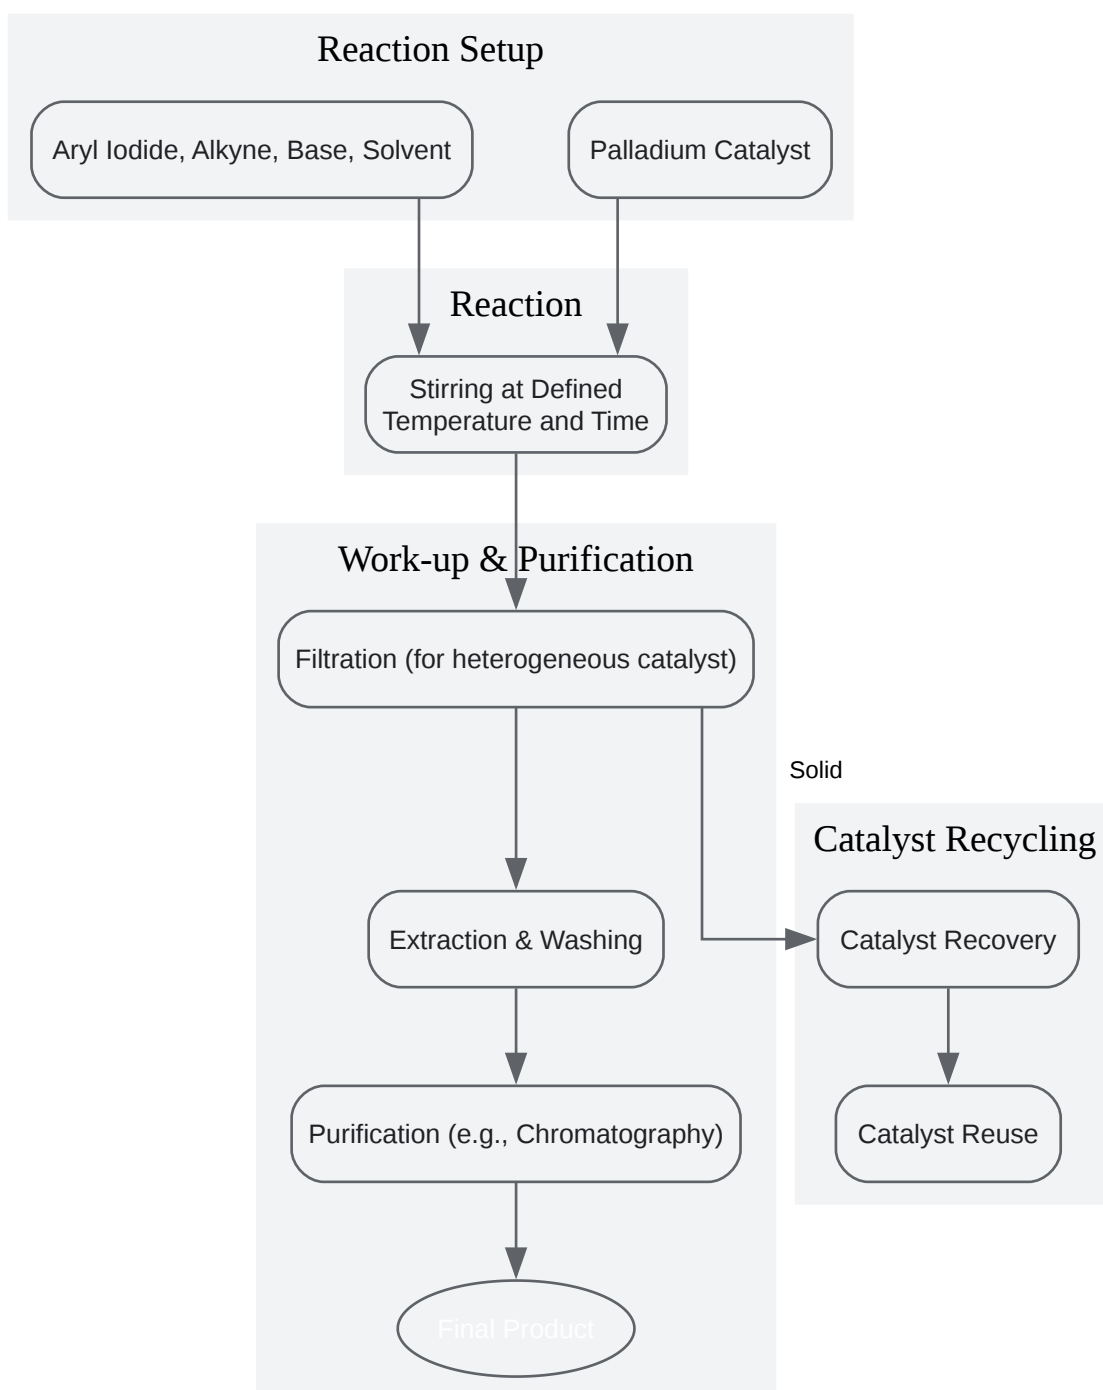 Reaction Setup
Aryl Iodide, Alkyne, Base, Solvent
Palladium Catalyst
Reaction
Stirring at Defined
Temperature and Time
Work-up & Purification
Filtration (for heterogeneous catalyst)
Solid
Catalyst Recycling
Extraction & Washing
Catalyst Recovery
Purification (e.g., Chromatography)
Catalyst Reuse
Final Product